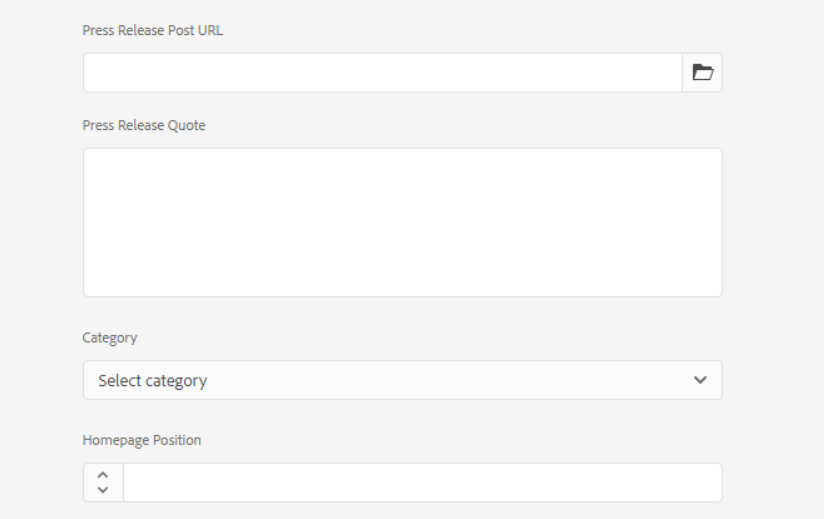 Press Release Post URL
Press Release Quote
Category
Select category
Homepage Position